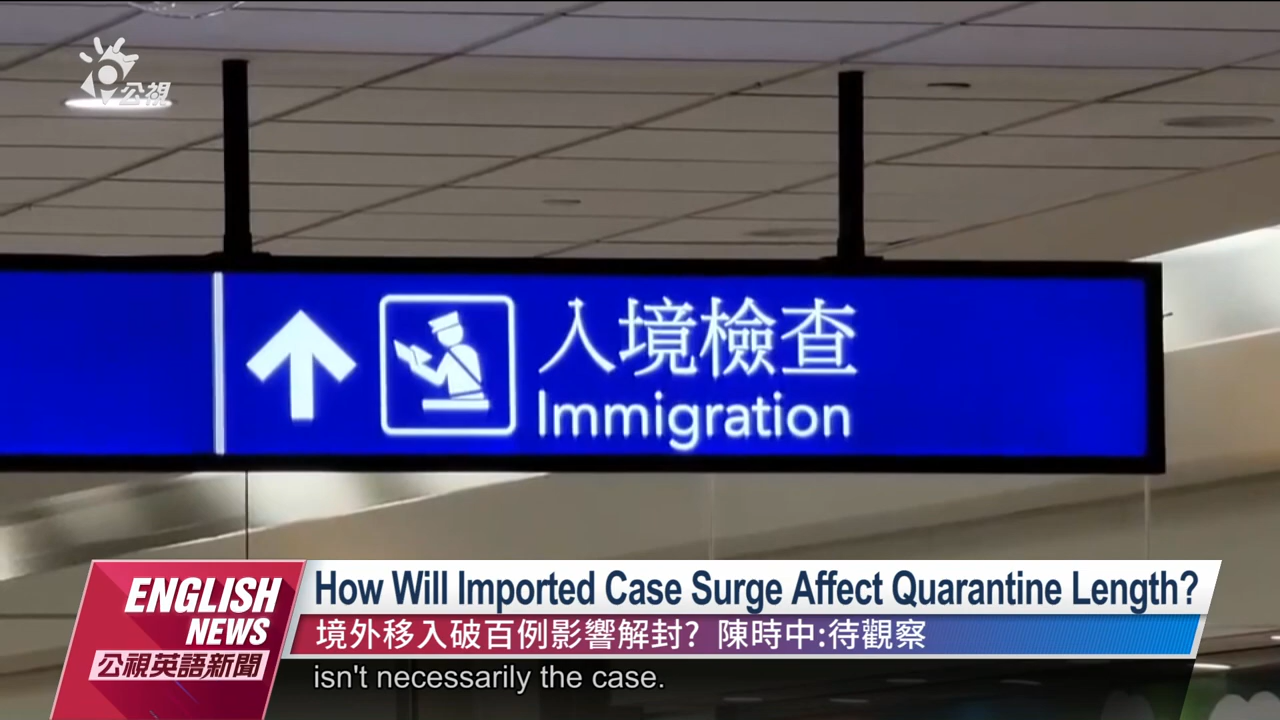 公視
入境檢查
Immigration
ENGLISH
NEWS
公視英語新聞
How Will Imported Case Surge Affect Quarantine Length?
境外移入破百例影響解封? 陳時中:待觀察
isn't necessarily the case.